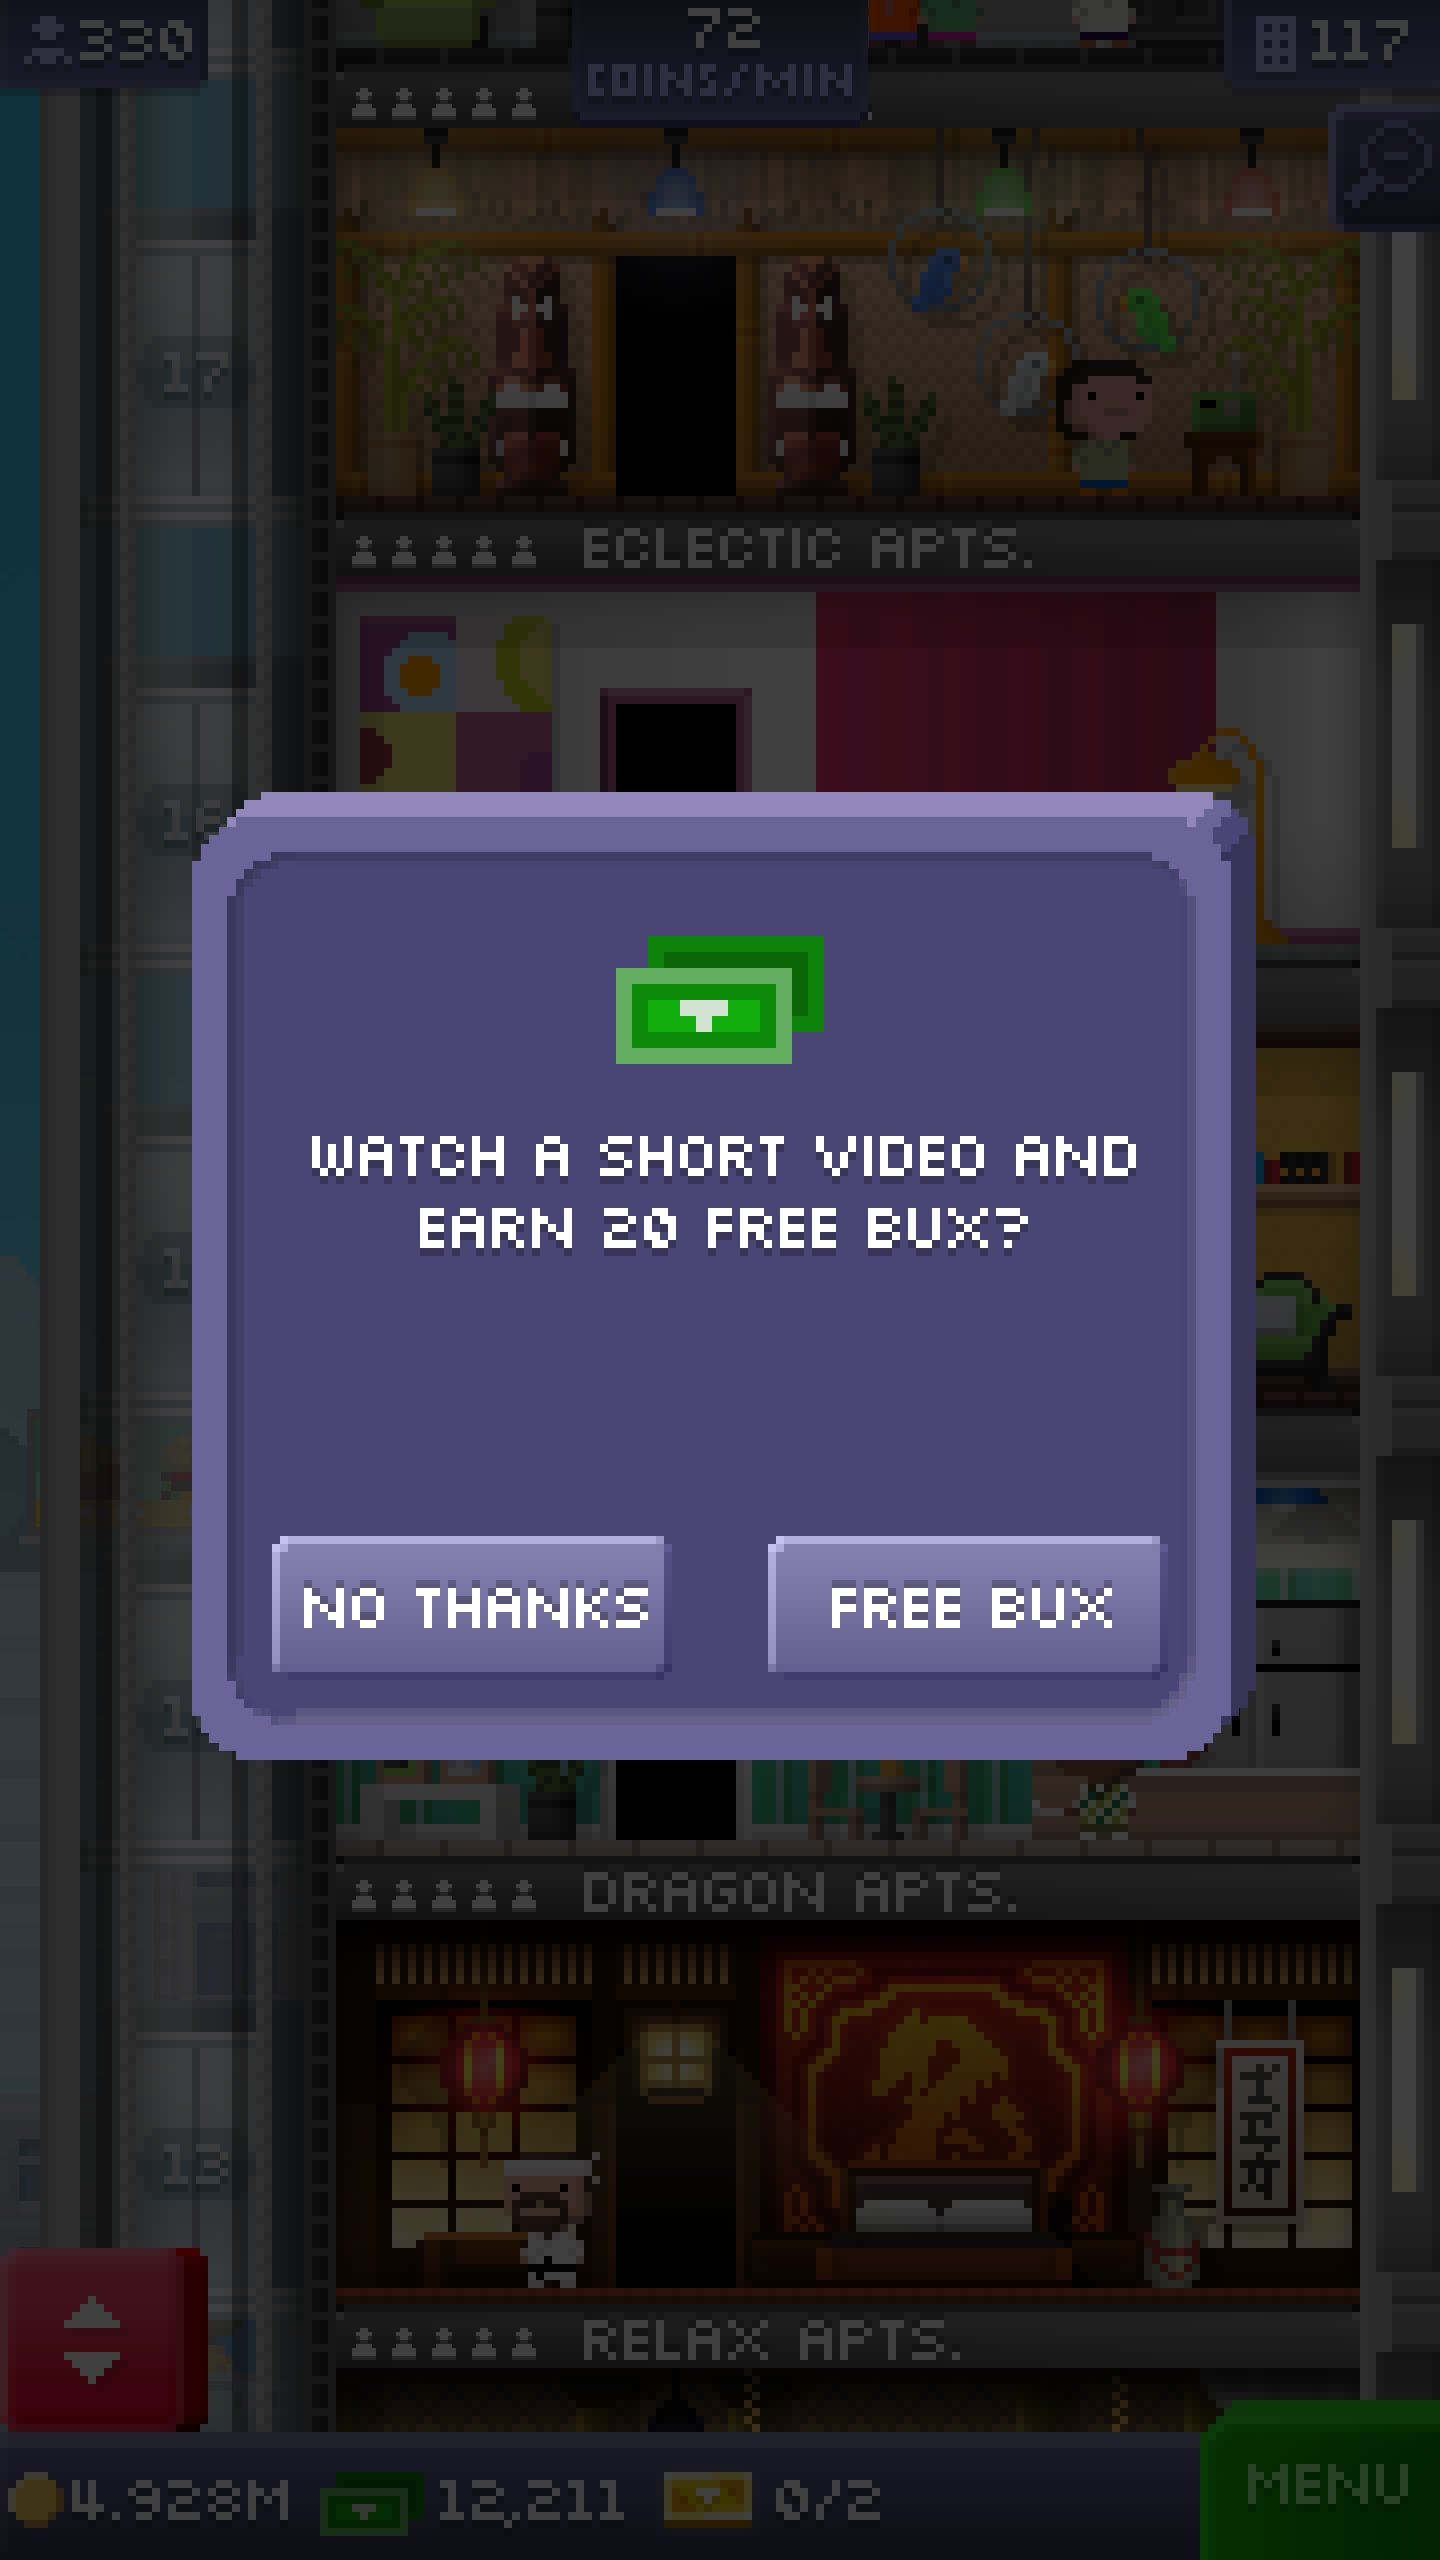 330
72
COINS/MIN
117
17
ECLECTIC APTS.
16
WATCH A SHORT VIDEO AND
EARN 20 FREE BUX?
NO THANKS
FREE BUX
DRAGON APTS.
13
RELAX APTS.
4.928M
12,211
0/2
MENU